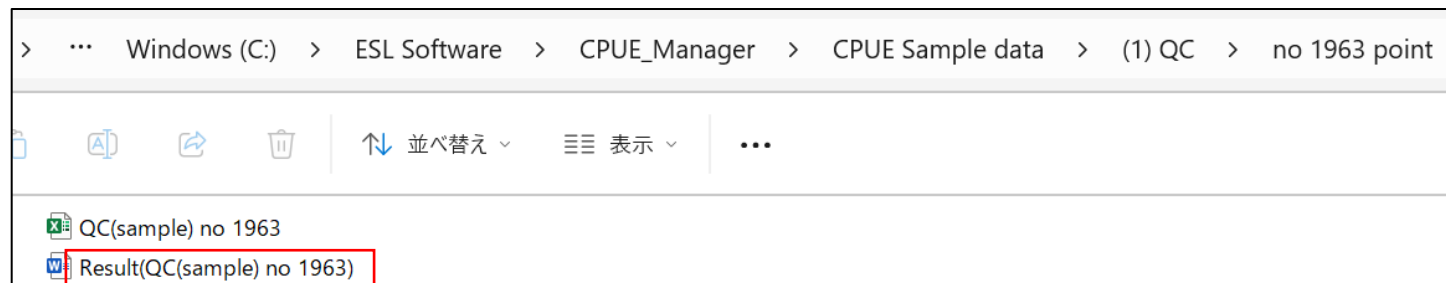 > ··· Windows (C:) > ESL Software > CPUE_Manager > CPUE Sample data > (1) QC > no 1963 point
並べ替え 表示 ···
QC(sample) no 1963
Result(QC(sample) no 1963)